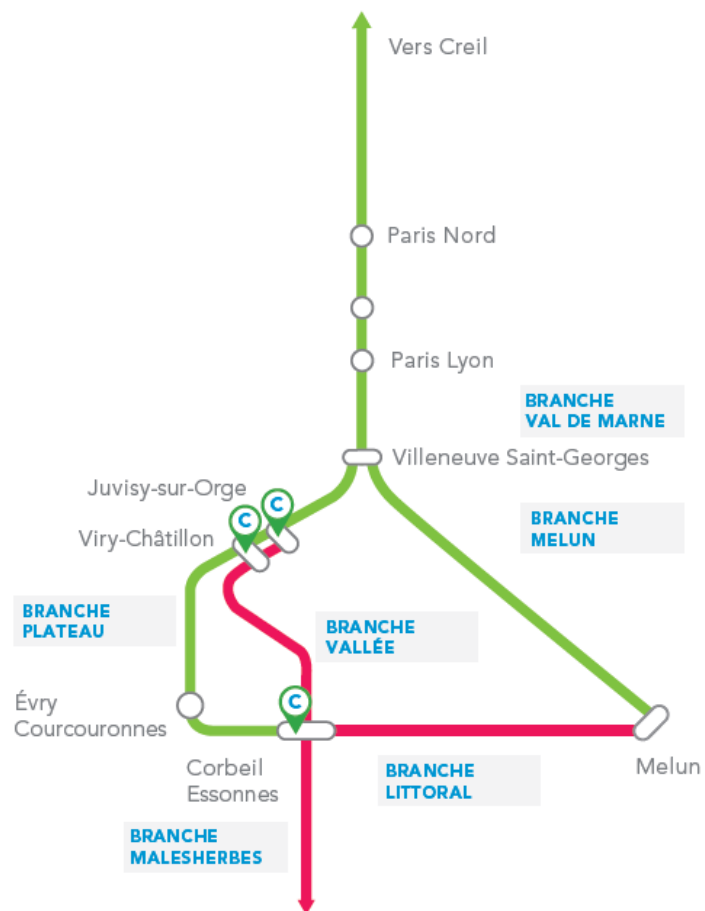 Vers Creil
Paris Nord
Paris Lyon
BRANCHE
VAL DE MARNE
Villeneuve Saint-Georges
Juvisy-sur-Orge
C
C
Viry-Châtillon
BRANCHE
MELUN
BRANCHE
PLATEAU
BRANCHE
VALLÉE
Évry
Courcouronnes
C
Corbeil
Essonnes
Melun
BRANCHE
LITTORAL
BRANCHE
MALESHERBES